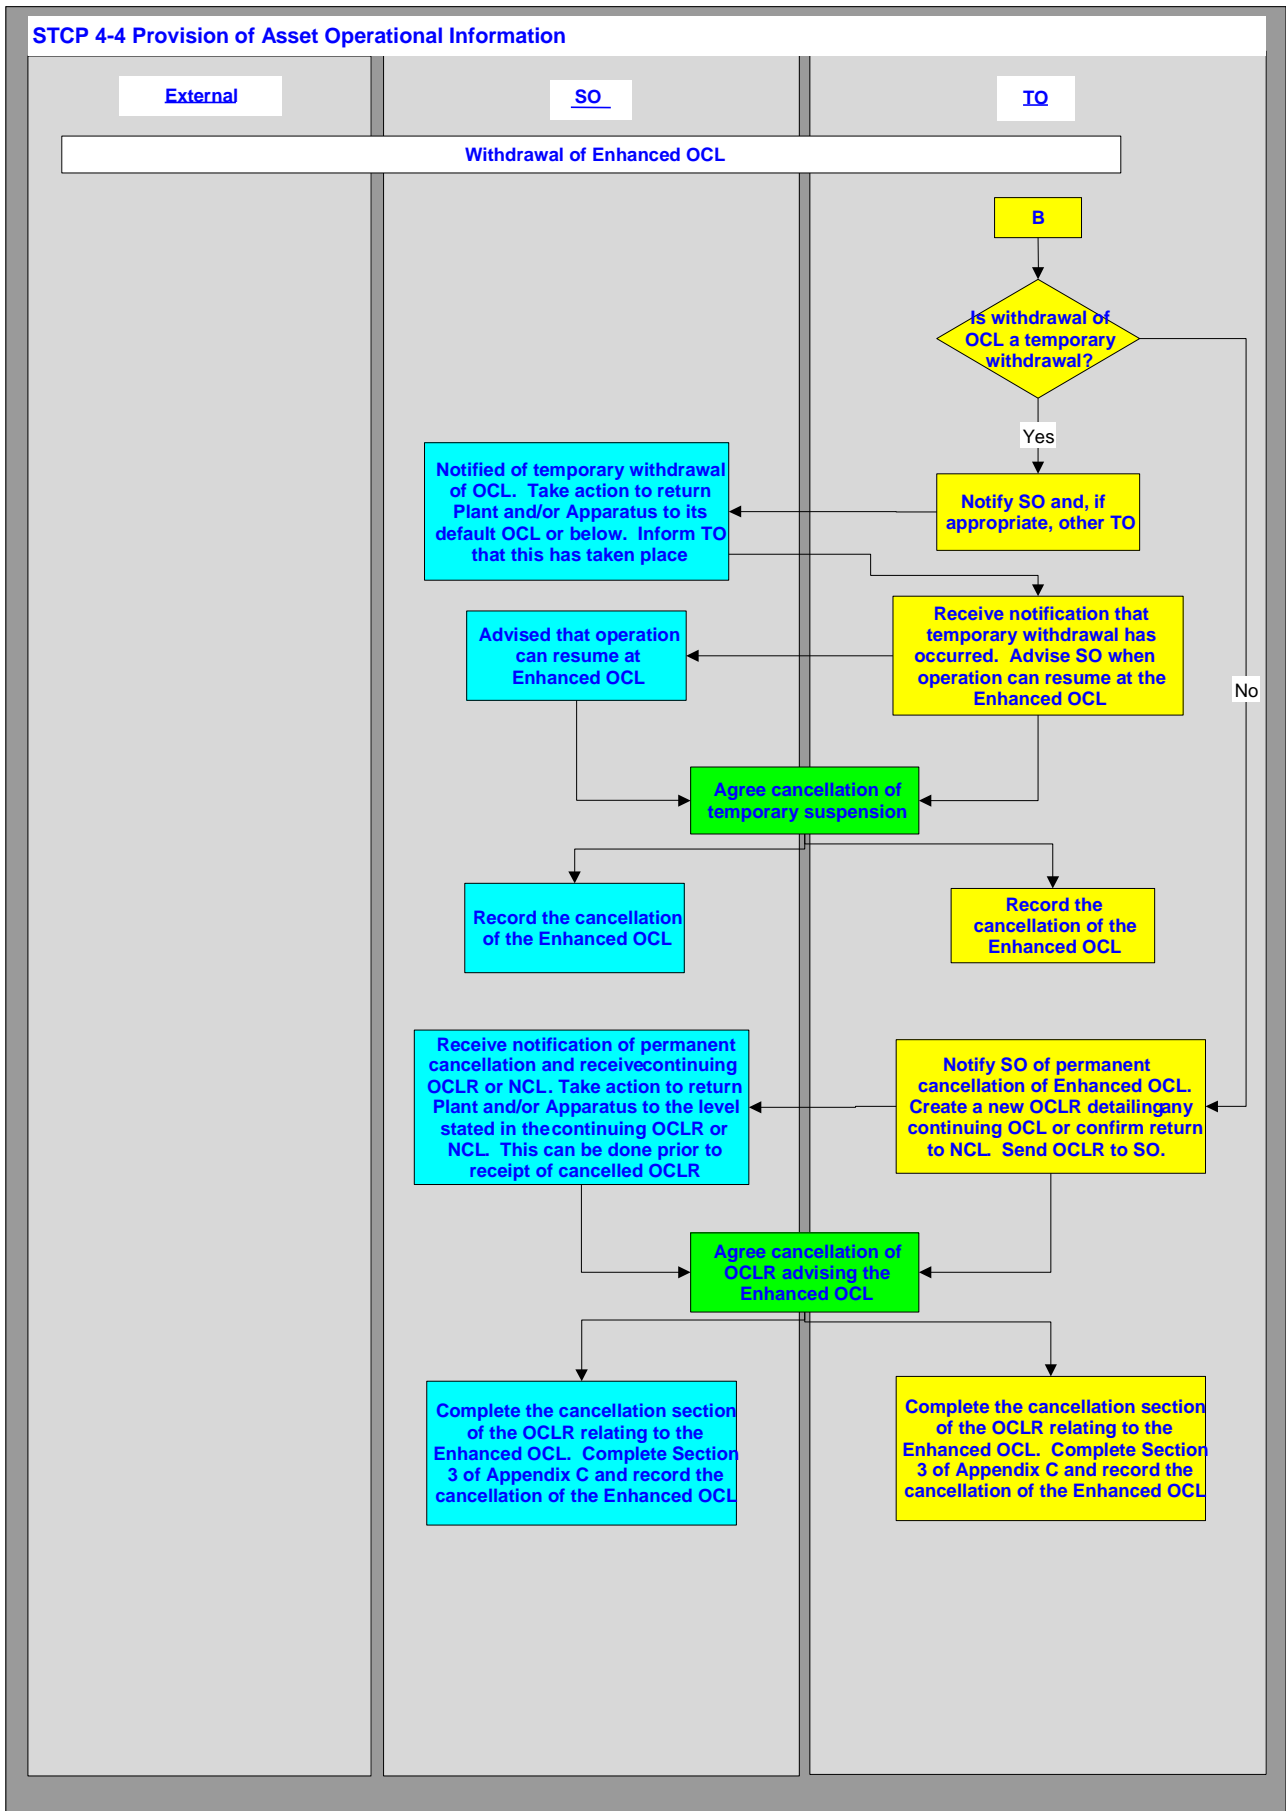 STCP 4-4 Provision of Asset Operational Information
External
SO
TO
Withdrawal of Enhanced OCL
B
Is withdrawal of
OCL a temporary
withdrawal?
Yes
Notified of temporary withdrawal
of OCL.  Take action to return
Plant and/or Apparatus to its
default OCL or below.  Inform TO
that this has taken place
Notify SO and, if
appropriate, other TO
Advised that operation
can resume at
Enhanced OCL
Receive notification that
temporary withdrawal has
occurred.  Advise SO when
operation can resume at the
Enhanced OCL
No
Agree cancellation of
temporary suspension
Record the cancellation
of the Enhanced OCL
Record the
cancellation of the
Enhanced OCL
Receive notification of permanent
cancellation and receivecontinuing
OCLR or NCL. Take action to return
Plant and/or Apparatus to the level
stated in thecontinuing OCLR or
NCL.  This can be done prior to
receipt of cancelled OCLR
Notify SO of permanent
cancellation of Enhanced OCL.
Create a new OCLR detailingany
continuing OCL or confirm return
to NCL.  Send OCLR to SO.
Agree cancellation of
OCLR advising the
Enhanced OCL
Complete the cancellation section
of the OCLR relating to the
Enhanced OCL.  Complete Section
3 of Appendix C and record the
cancellation of the Enhanced OCL
Complete the cancellation section
of the OCLR relating to the
Enhanced OCL.  Complete Section
3 of Appendix C and record the
cancellation of the Enhanced OCL